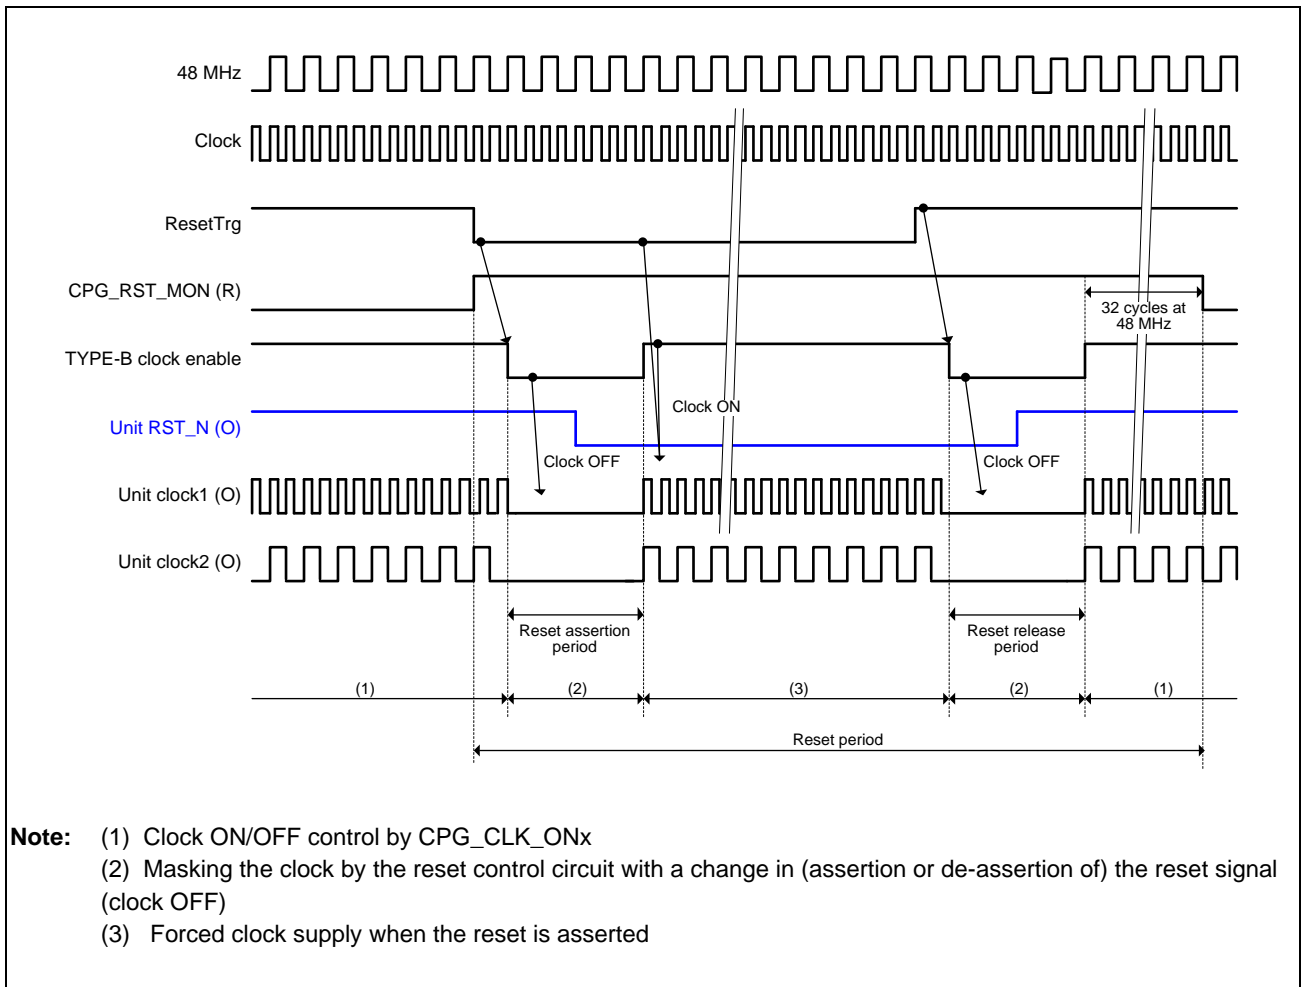 48 MHz
Clock
ResetTrg
CPG_RST_MON (R)
32 cycles at
48 MHz
TYPE-B clock enable
Clock ON
Unit RST_N (O)
Clock OFF
Clock OFF
Unit clock1 (O)
Unit clock2 (O)
Reset assertion
period
Reset release
period
(1)
(2)
(3)
(2)
(1)
Reset period
Note: (1) Clock ON/OFF control by CPG_CLK_ONx
(2) Masking the clock by the reset control circuit with a change in (assertion or de-assertion of) the reset signal
(clock OFF)
(3) Forced clock supply when the reset is asserted